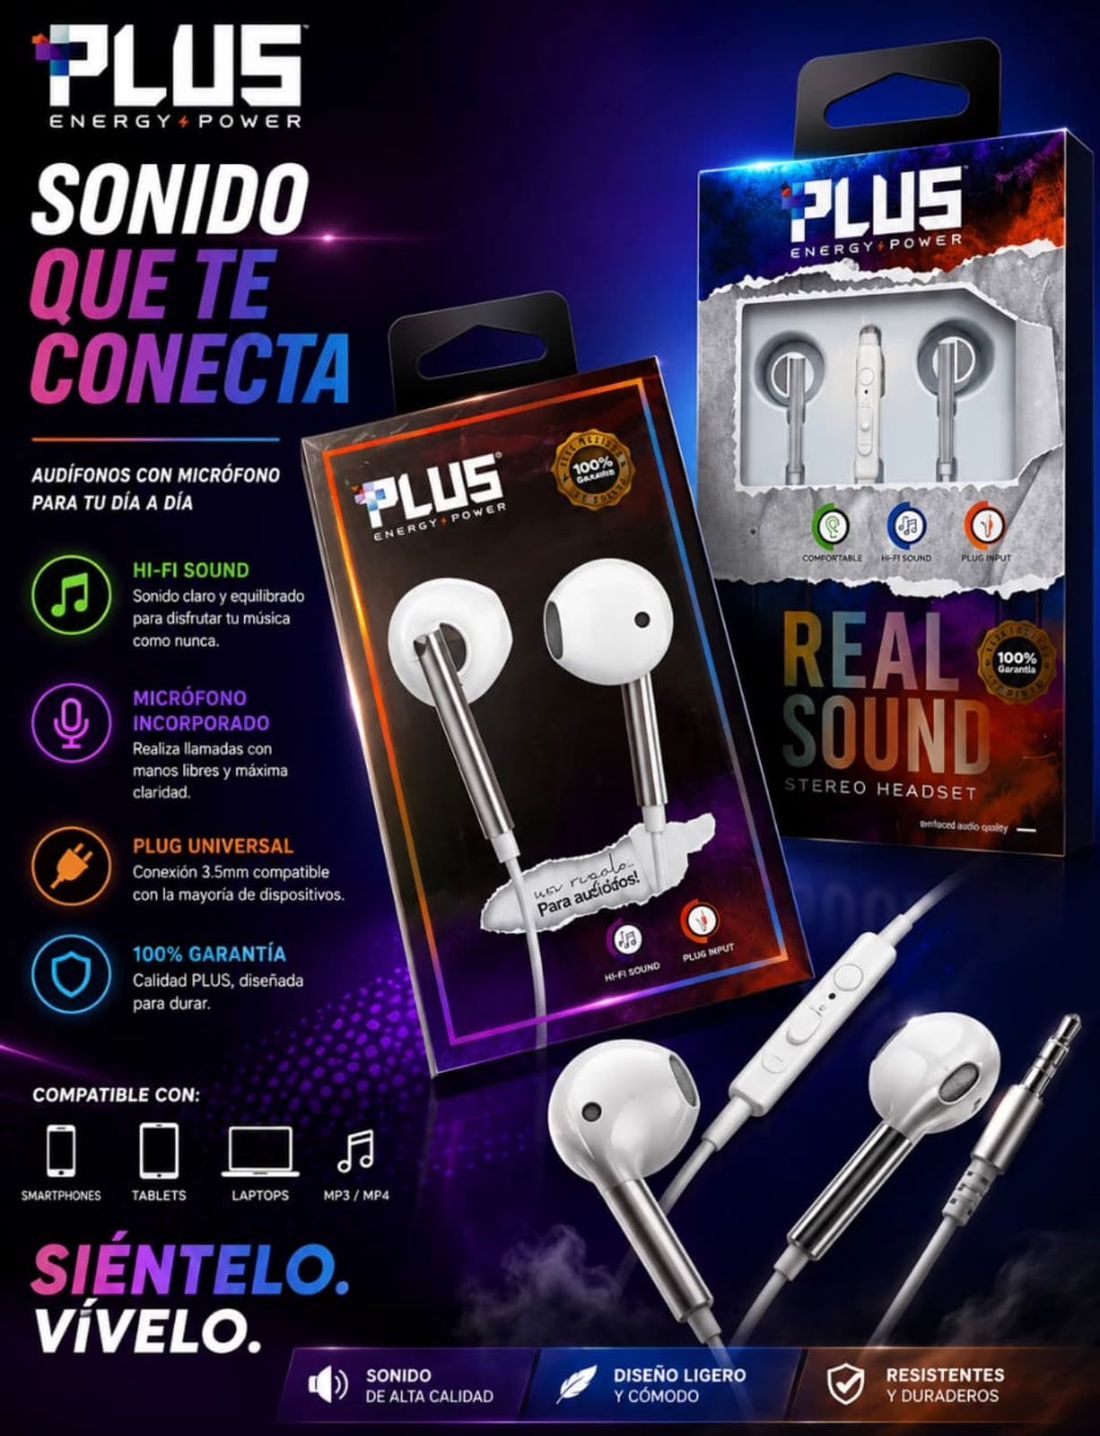 PLUS
ENERGY POWER
SONIDO
QUE TE
CONECTA
AUDÍFONOS CON MICRÓFONO
PARA TU DÍA A DÍA
HI-FI SOUND
Sonido claro y equilibrado
para disfrutar tu música
como nunca.
MICRÓFONO
INCORPORADO
Realiza llamadas con
manos libres y máxima
claridad.
PLUG UNIVERSAL
Conexión 3.5mm compatible
con la mayoría de dispositivos.
100% GARANTÍA
Calidad PLUS, diseñada
para durar.
COMPATIBLE CON:
SMARTPHONES
TABLETS
LAPTOPS
MP3 / MP4
SIÉNTELO.
VÍVELO.
PLUS
ENERGY POWER
100%
HI-FI SOUND
PLUG INPUT
PLUS
ENERGY POWER
COMFORTABLE
HI-FI SOUND
PLUG INPUT
REAL
SOUND
STEREO HEADSET
100%
Garantía
audio quality
SONIDO
DE ALTA CALIDAD
DISEÑO LIGERO
Y CÓMODO
RESISTENTES
Y DURADEROS